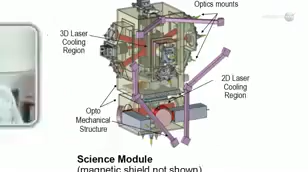 Optics mounts
3D Laser
Cooling
Region
2D Laser
Cooling
Region
Opto
Mechanical
Structure
Science Module
(magnetic shield not shown)